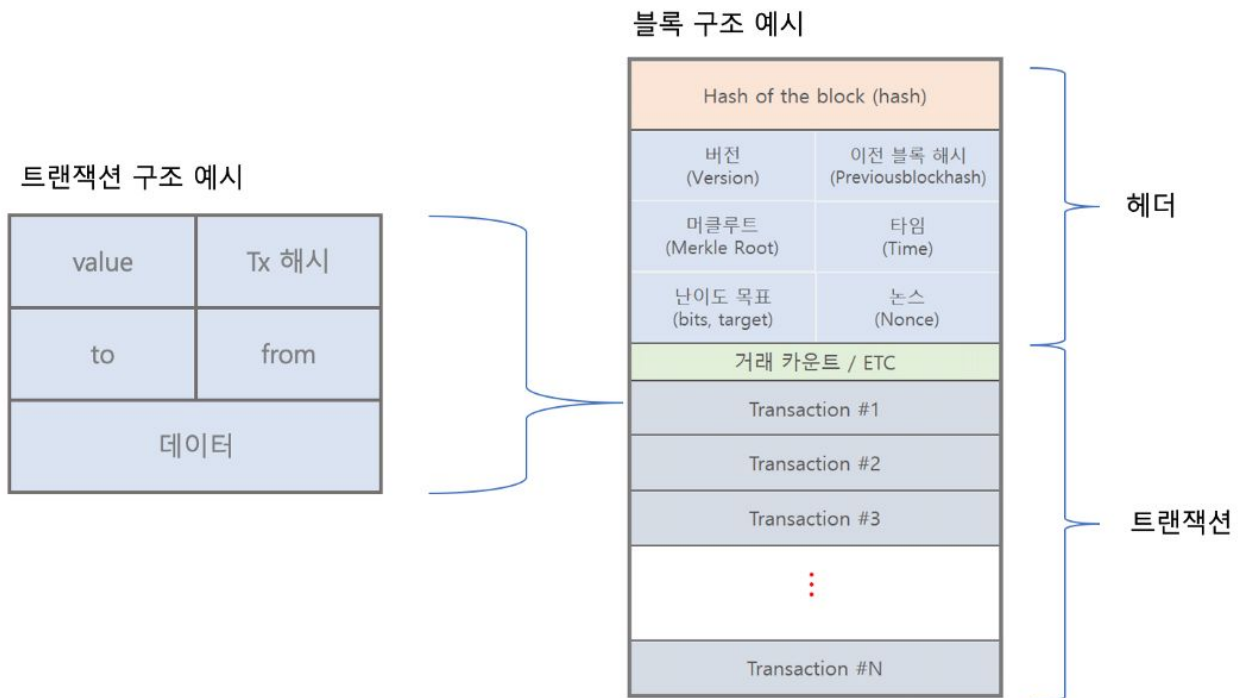 블록 구조 예시
Hash of the block (hash)
버전
(Version)
이전 블록 해시
(Previousblockhash)
머클루트
(Merkle Root)
타임
(Time)
난이도 목표
(bits, target)
논스
(Nonce)
거래 카운트 / ETC
Transaction #1
Transaction #2
Transaction #3
Transaction #N
헤더
트랜잭션
트랜잭션 구조 예시
value
Tx 해시
to
from
데이터